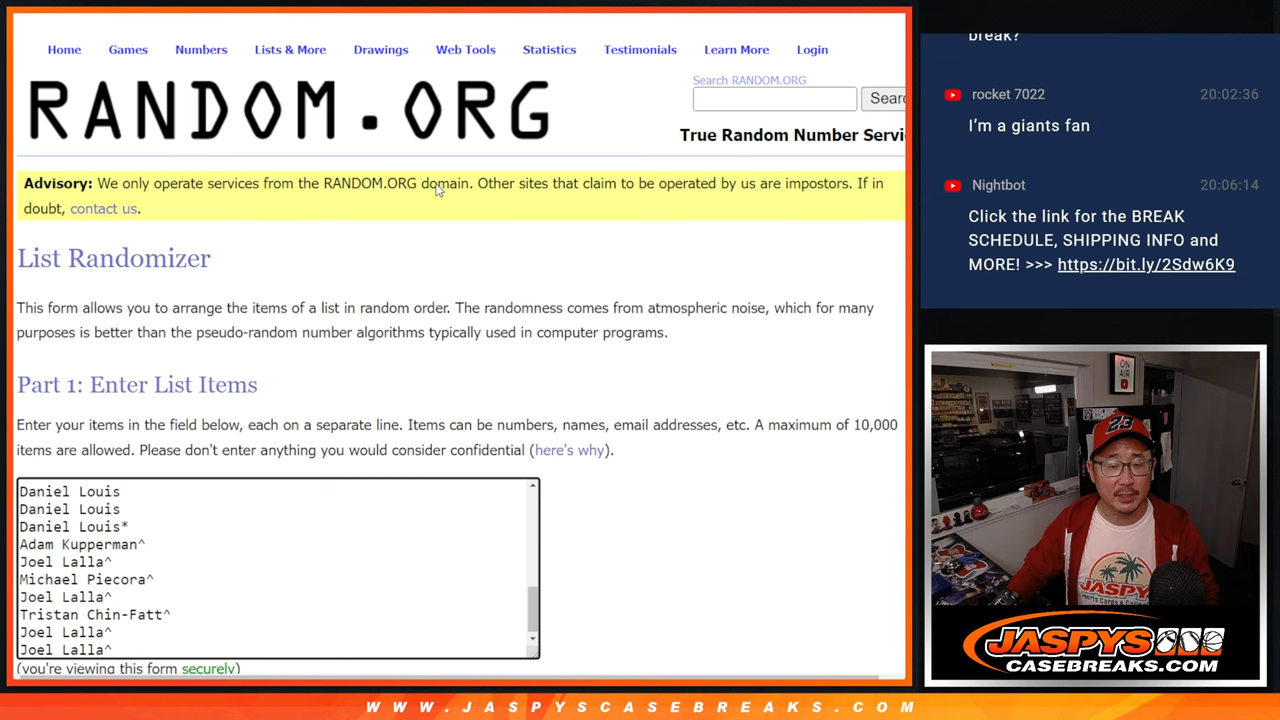 Home Games Numbers Lists & More Drawings Web Tools Statistics Testimonials Learn More Login
RANDOM.ORG
Search RANDOM.ORG
Searc
True Random Number Servi
Advisory: We only operate services from the RANDOM.ORG domain. Other sites that claim to be operated by us are impostors. If in
doubt, contact us.
List Randomizer
This form allows you to arrange the items of a list in random order. The randomness comes from atmospheric noise, which for many
purposes is better than the pseudo-random number algorithms typically used in computer programs.
Part 1: Enter List Items
Enter your items in the field below, each on a separate line. Items can be numbers, names, email addresses, etc. A maximum of 10,000
items are allowed. Please don't enter anything you would consider confidential (here's why).
Daniel Louis
Daniel Louis
Daniel Louis*
Adam Kupperman^
Joel Lalla^
Michael Piecora^
Joel Lalla^
Tristan Chin-Fatt^
Joel Lalla^
Joel Lalla^
(you're viewing this form securely)
break?
rocket 7022 20:02:36
I'm a giants fan
Nightbot 20:06:14
Click the link for the BREAK
SCHEDULE, SHIPPING INFO and
MORE! >>> https://bit.ly/2Sdw6K9
ON
AIR
23
JASPY'S
JASPYS
CASEBREAKS.COM
WWW.JASPYSCASEBREAKS.COM